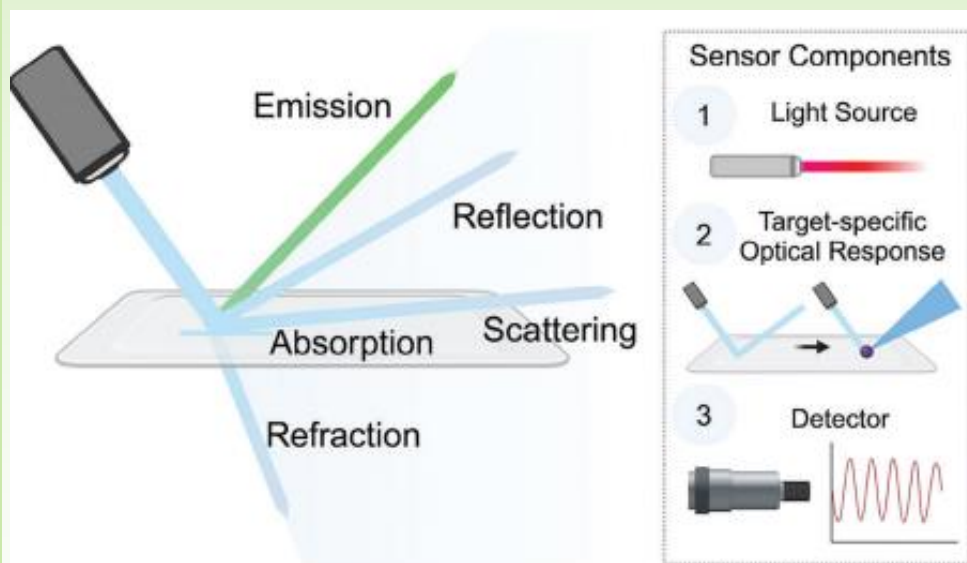 Emission
Reflection
Scattering
Absorption
Refraction
Sensor Components
1
Light Source
2
Target-specific
Optical Response
3
Detector